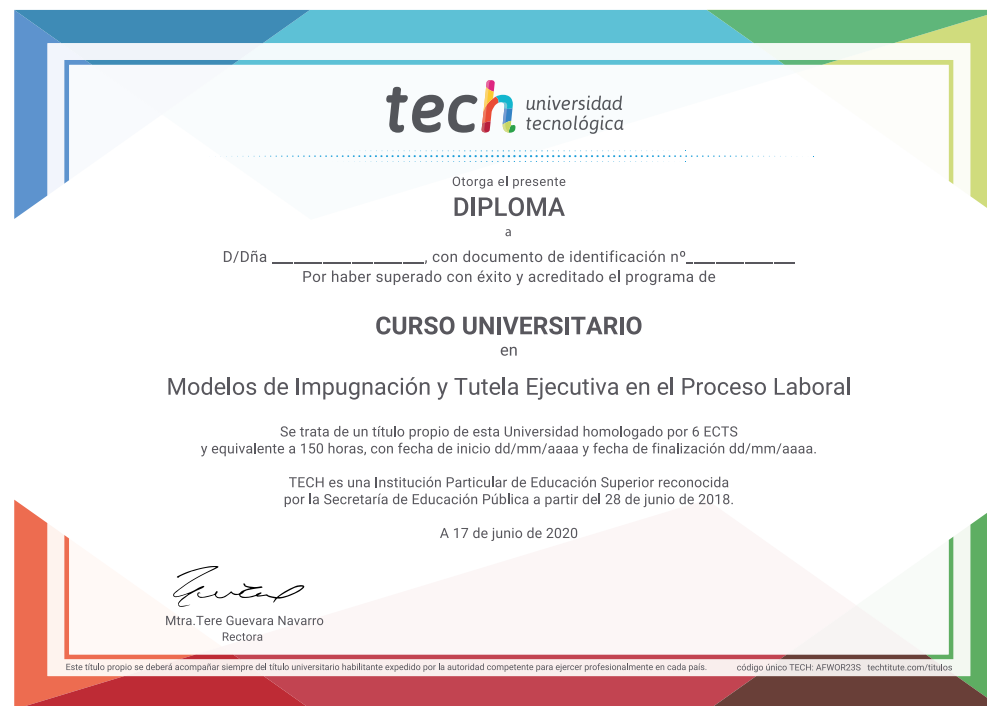 tech universidad
tecnológica
Otorga el presente
DIPLOMA
a
D/Dña ____________________, con documento de identificación nº______________
Por haber superado con éxito y acreditado el programa de
CURSO UNIVERSITARIO
en
Modelos de Impugnación y Tutela Ejecutiva en el Proceso Laboral
Se trata de un título propio de esta Universidad homologado por 6 ECTS
y equivalente a 150 horas, con fecha de inicio dd/mm/aaaa y fecha de finalización dd/mm/aaaa.
TECH es una Institución Particular de Educación Superior reconocida
por la Secretaría de Educación Pública a partir del 28 de junio de 2018.
A 17 de junio de 2020
Mtra.Tere Guevara Navarro
Rectora
Este título propio se deberá acompañar siempre del título universitario habilitante expedido por la autoridad competente para ejercer profesionalmente en cada país. código único TECH: AFWOR23S techtitute.com/titulos